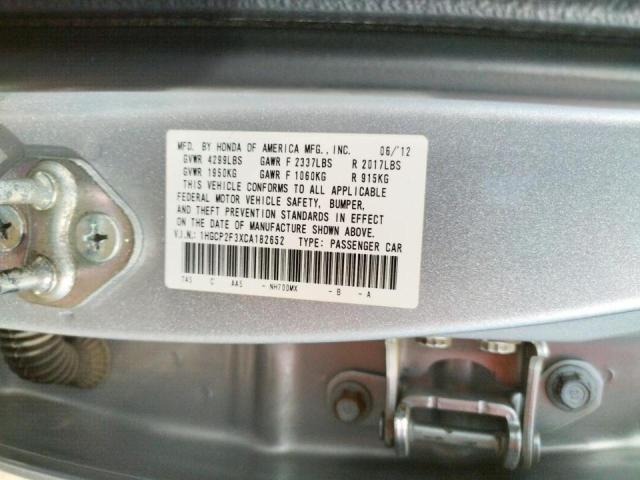 MFD. BY HONDA OF AMERICA MFG., INC. 06/'12
GVWR 4299LBS GAWR F 2337LBS R 2017LBS
GVWR 1950KG GAWR F 1060KG R 915KG
THIS VEHICLE CONFORMS TO ALL APPLICABLE
FEDERAL MOTOR VEHICLE SAFETY, BUMPER,
AND THEFT PREVENTION STANDARDS IN EFFECT
ON THE DATE OF MANUFACTURE SHOWN ABOVE.
V.I.N.: 1HGCP2F3XCA182652 TYPE: PASSENGER CAR
TA5 C AA5 - NH700MX - B - A